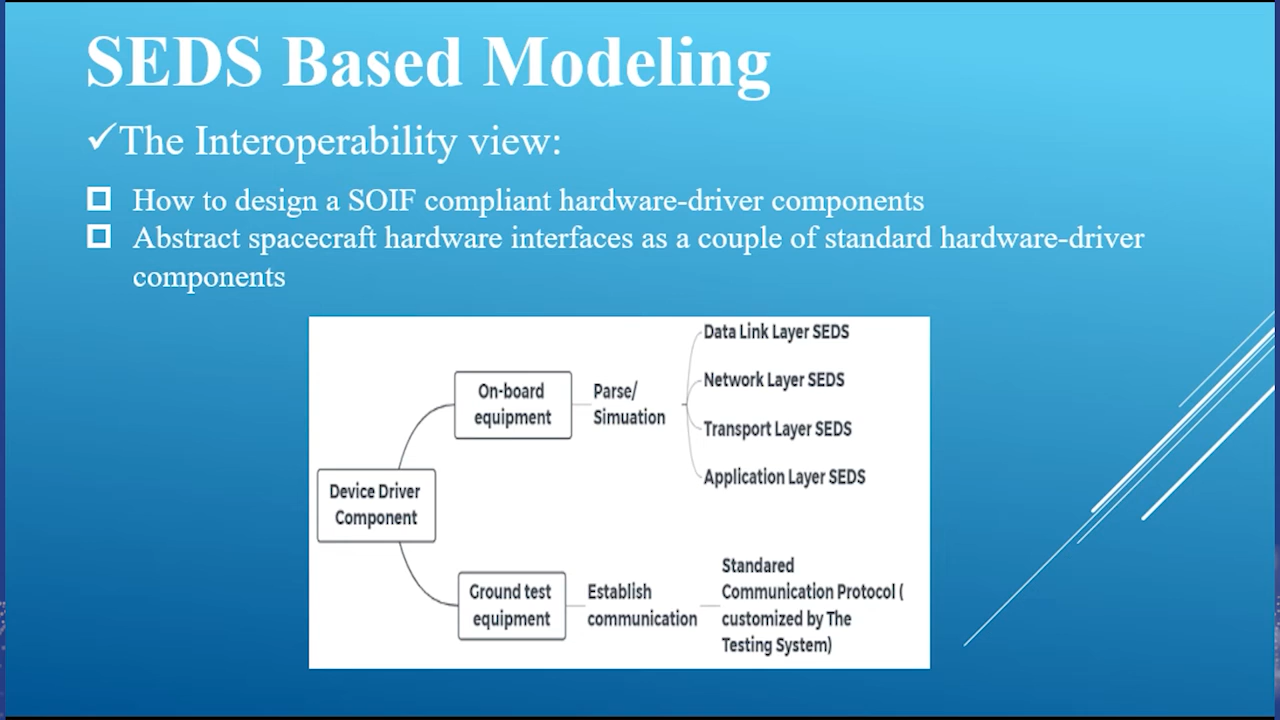 SEDS Based Modeling
✓The Interoperability view:
How to design a SOIF compliant hardware-driver components
Abstract spacecraft hardware interfaces as a couple of standard hardware-driver
components
Data Link Layer SEDS
On-board
equipment
Parse/
Simuation
Network Layer SEDS
Transport Layer SEDS
Application Layer SEDS
Device Driver
Component
Ground test
equipment
Establish
communication
Standared
Communication Protocol (
customized by The
Testing System)